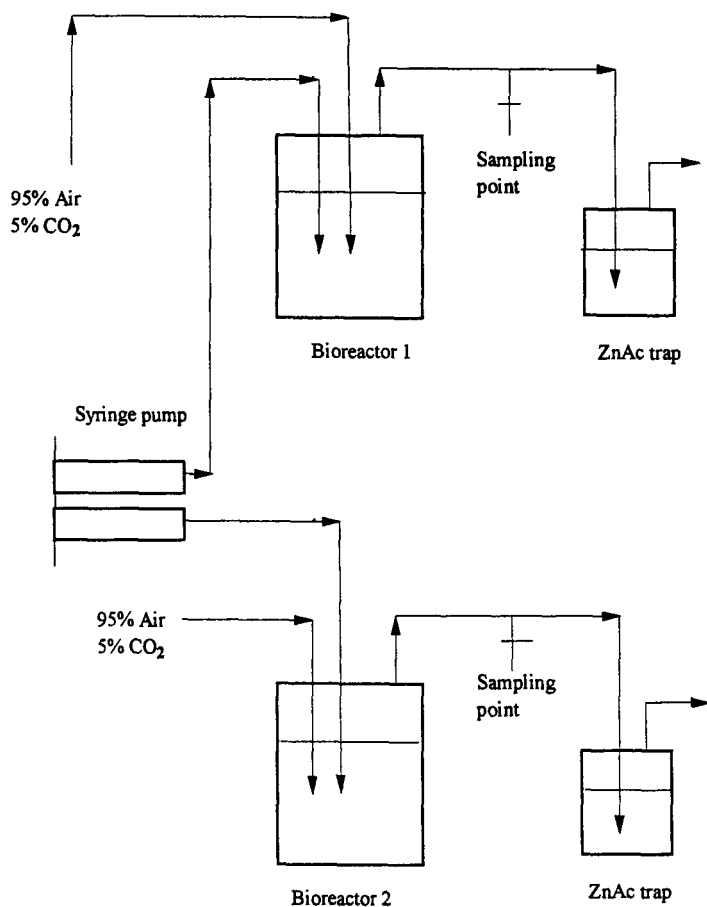 95% Air
5% CO2
Sampling
point
Bioreactor 1
ZnAc trap
Syringe pump
95% Air
5% CO2
Sampling
point
Bioreactor 2
ZnAc trap